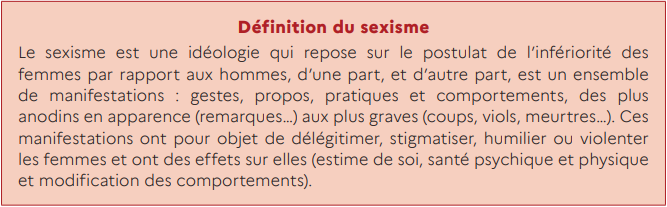 Définition du sexisme
Le sexisme est une idéologie qui repose sur le postulat de l’infériorité des
femmes par rapport aux hommes, d’une part, et d’autre part, est un ensemble
de manifestations : gestes, propos, pratiques et comportements, des plus
anodins en apparence (remarques…) aux plus graves (coups, viols, meurtres…). Ces
manifestations ont pour objet de délégitimer, stigmatiser, humilier ou violenter
les femmes et ont des effets sur elles (estime de soi, santé psychique et physique
et modification des comportements).